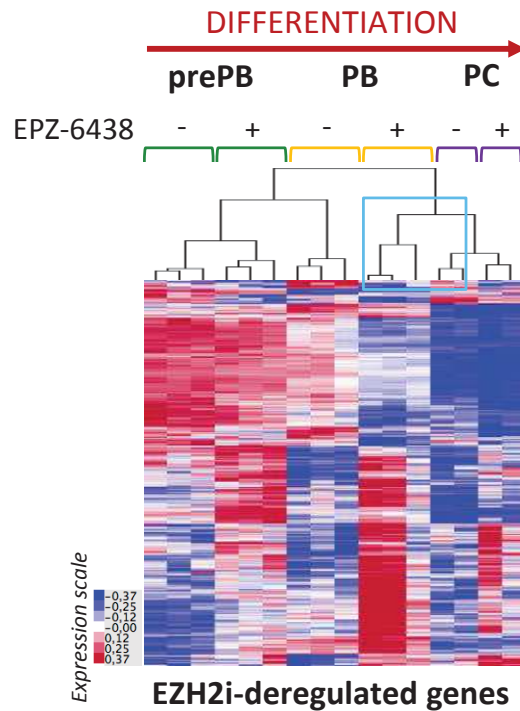 DIFFERENTIATION
prePB PB PC
EPZ-6438 - + - + - +
Expression scale
-0,37
-0,25
-0,12
-0,00
0,12
0,25
0,37
EZH2i-deregulated genes